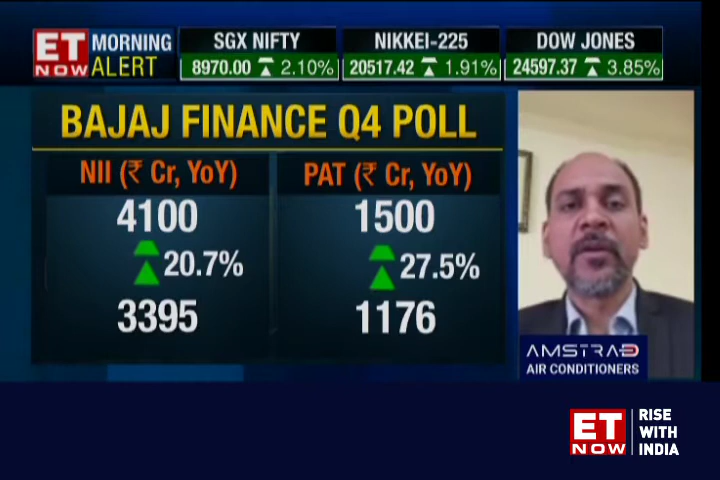 ET NOW MORNING ALERT
SGX NIFTY
8970.00 2.10%
NIKKEI-225
20517.42 1.91%
DOW JONES
24597.37 3.85%
BAJAJ FINANCE Q4 POLL
NII (₹ Cr, YoY)
4100
20.7%
3395
PAT (₹ Cr, YoY)
1500
27.5%
1176
AMSTRAD
AIR CONDITIONERS
ET NOW
RISE
WITH
INDIA